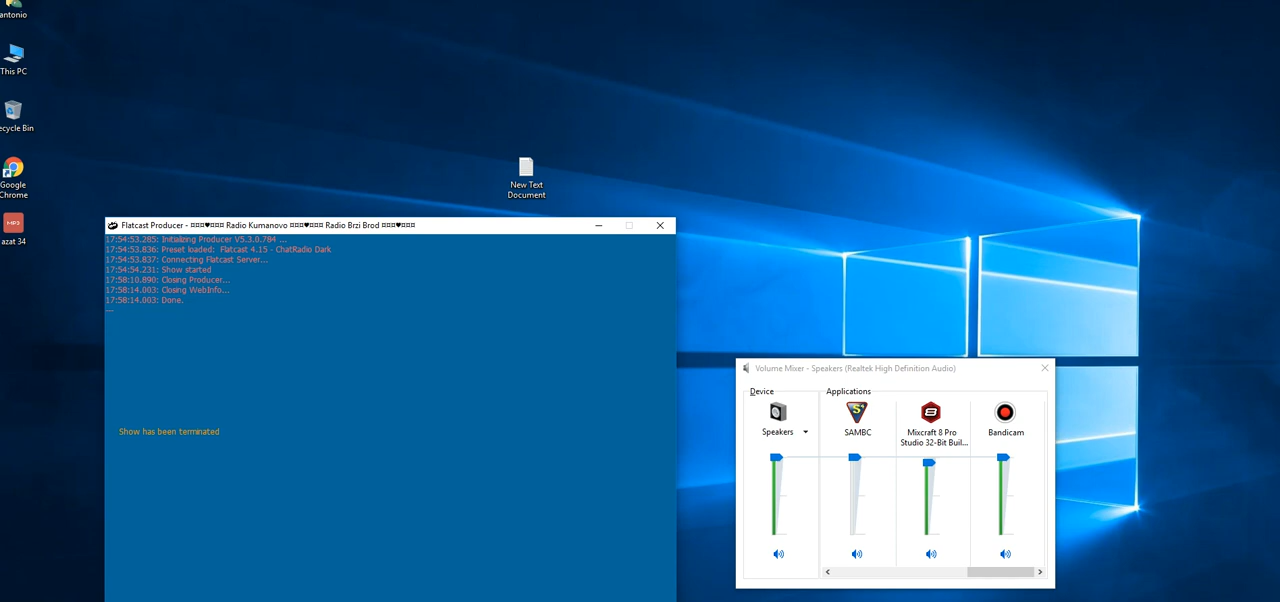 antonio
This PC
ecycle Bin
Google
Chrome
MP3
azat 34
New Text
Document
Flatcast Producer - ¤¤¤♥¤¤¤ Radio Kumanovo ¤¤¤♥¤¤¤ Radio Brzi Brod ¤¤¤♥¤¤¤
17:54:53.285: Initializing Producer V5.3.0.784 ...
17:54:53.836: Preset loaded: Flatcast 4.15 - ChatRadio Dark
17:54:53.837: Connecting Flatcast Server...
17:54:54.231: Show started
17:58:10.890: Closing Producer...
17:58:14.003: Closing WebInfo...
17:58:14.003: Done.
...
Show has been terminated
Volume Mixer - Speakers (Realtek High Definition Audio)
Device
Applications
Speakers
SAMBC
Mixcraft 8 Pro
Studio 32-Bit Buil...
Bandicam